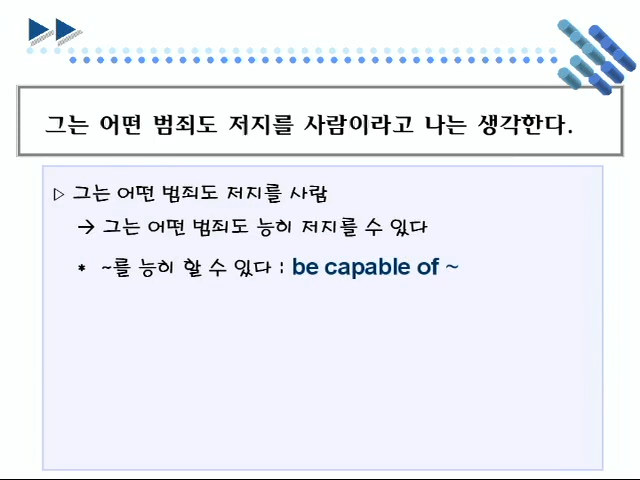 그는 어떤 범죄도 저지를 사람이라고 나는 생각한다.
▷ 그는 어떤 범죄도 저지를 사람
→ 그는 어떤 범죄도 능히 저지를 수 있다
* ~를 능히 할 수 있다 : be capable of ~